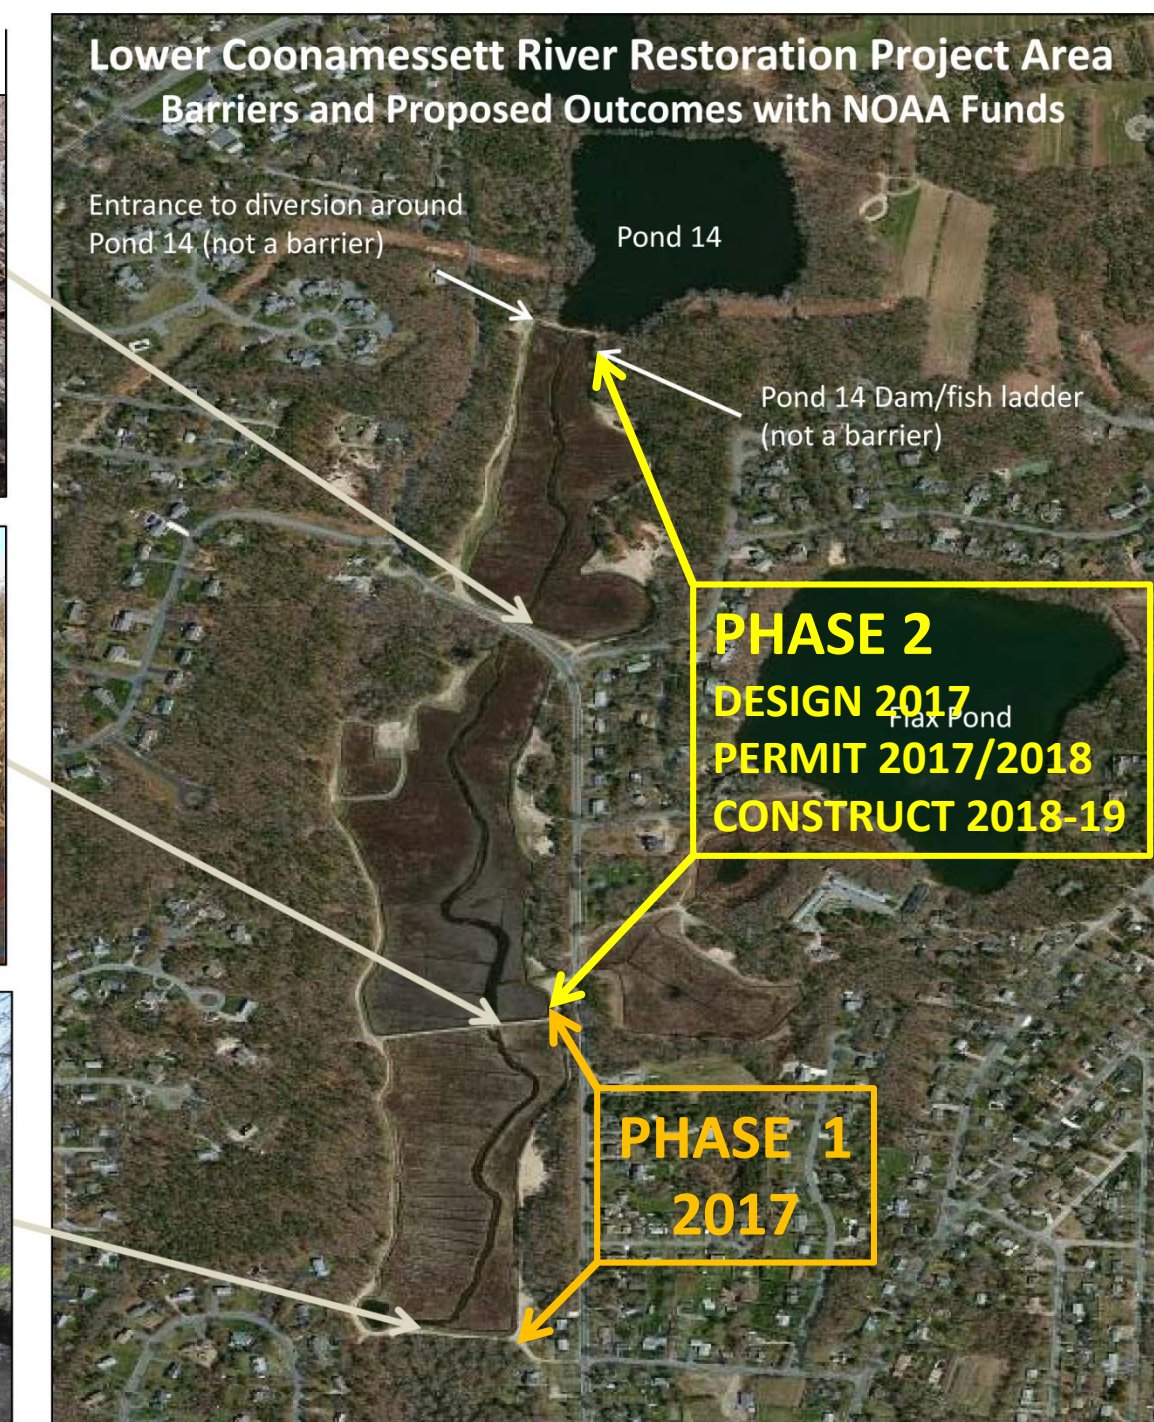 Lower Coonamessett River Restoration Project Area
Barriers and Proposed Outcomes with NOAA Funds
Entrance to diversion around
Pond 14 (not a barrier)
Pond 14
Pond 14 Dam/fish ladder
(not a barrier)
PHASE 2
DESIGN 2017
Flax Pond
PERMIT 2017/2018
CONSTRUCT 2018-19
PHASE 1
2017